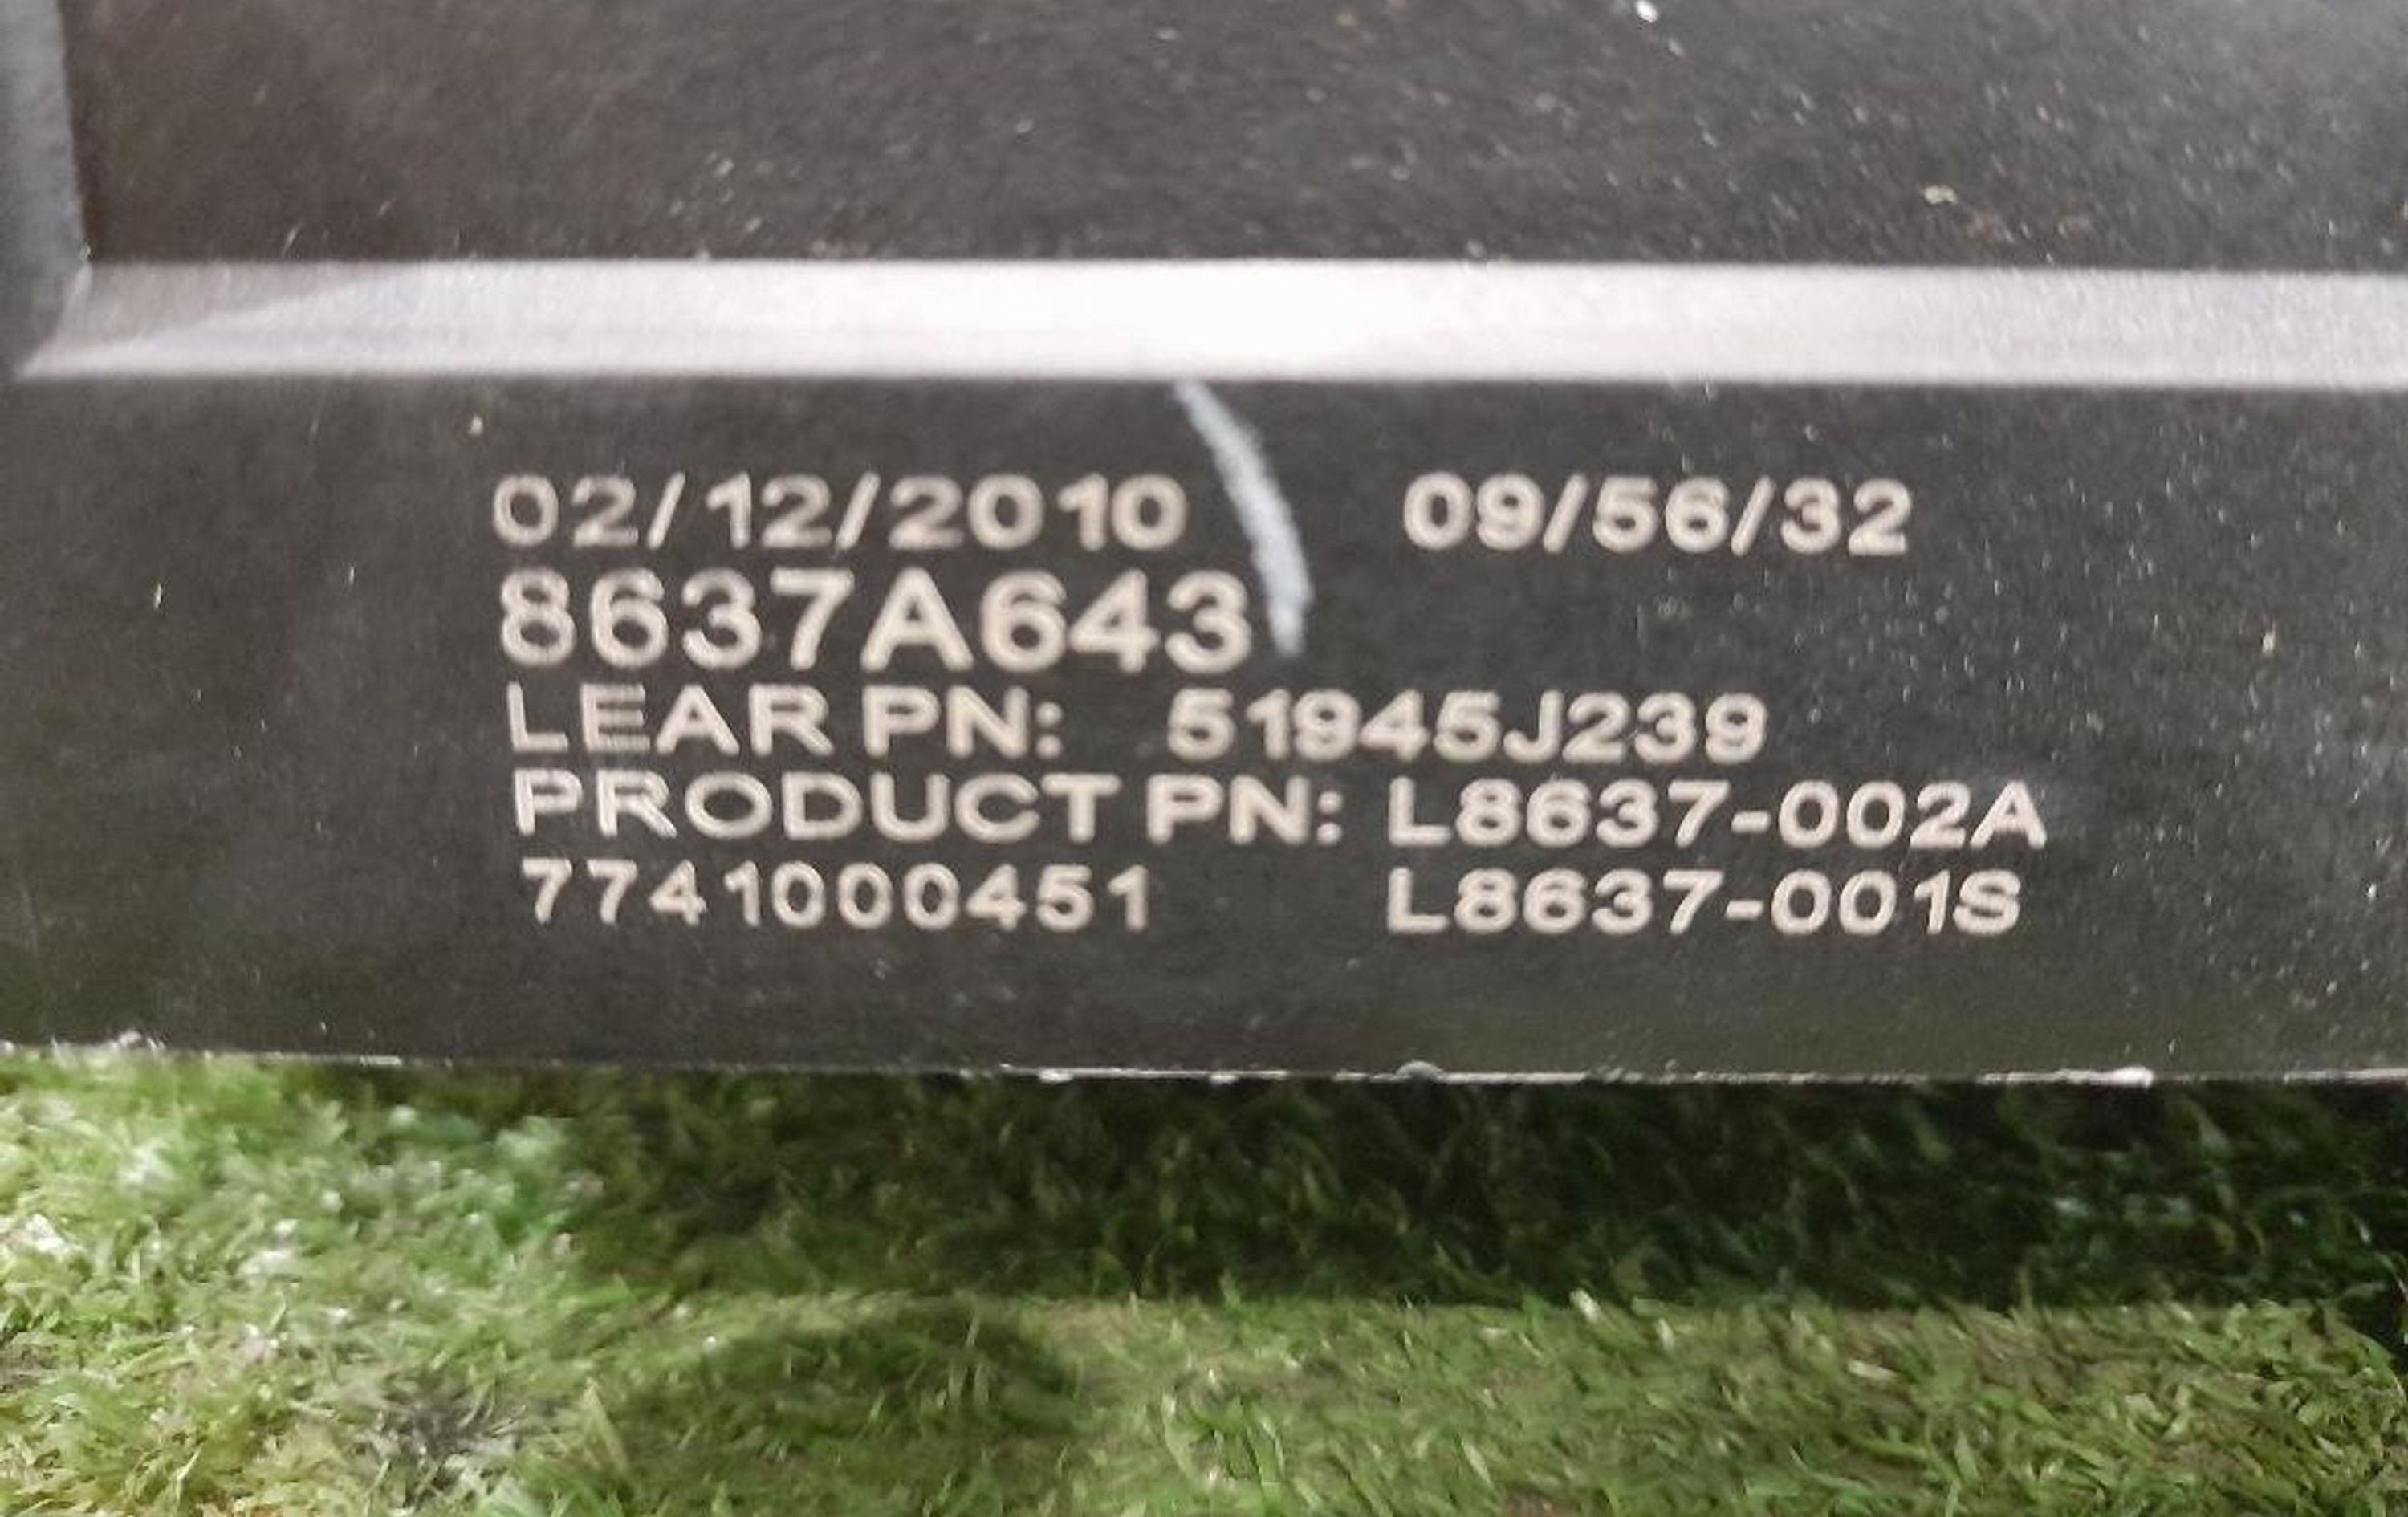 02/12/2010 09/56/32
8637A643
LEAR PN: 51945J239
PRODUCT PN: L8637-002A
7741000451 L8637-001S